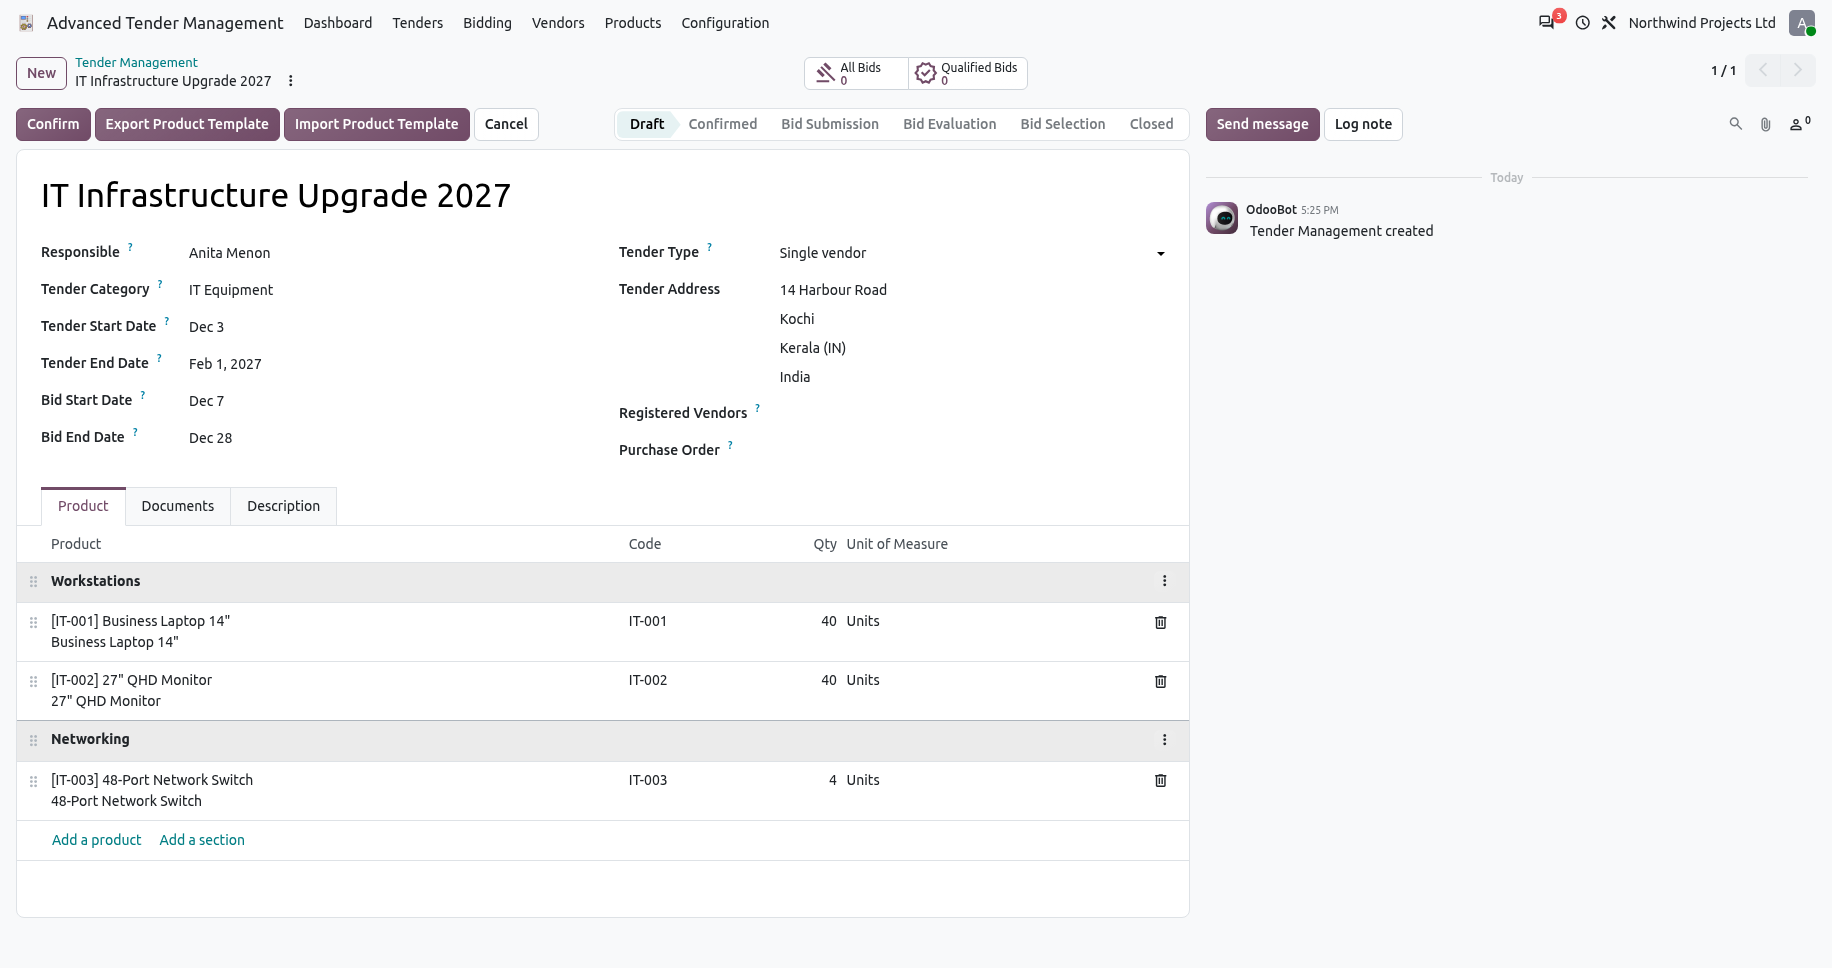 Advanced Tender Management Dashboard Tenders Bidding Vendors Products Configuration 3 Northwind Projects Ltd A
New Tender Management All Bids 0 Qualified Bids 0 1 / 1
IT Infrastructure Upgrade 2027
Confirm Export Product Template Import Product Template Cancel Draft Confirmed Bid Submission Bid Evaluation Bid Selection Closed Send message Log note 0
IT Infrastructure Upgrade 2027
Responsible ? Anita Menon
Tender Category ? IT Equipment
Tender Start Date ? Dec 3
Tender End Date ? Feb 1, 2027
Bid Start Date ? Dec 7
Bid End Date ? Dec 28
Tender Type ? Single vendor
Tender Address 14 Harbour Road
Kochi
Kerala (IN)
India
Registered Vendors ?
Purchase Order ?
Product Documents Description
Product Code Qty Unit of Measure
Workstations
[IT-001] Business Laptop 14" IT-001 40 Units
Business Laptop 14"
[IT-002] 27" QHD Monitor IT-002 40 Units
27" QHD Monitor
Networking
[IT-003] 48-Port Network Switch IT-003 4 Units
48-Port Network Switch
Add a product Add a section
Today
OdooBot 5:25 PM
Tender Management created